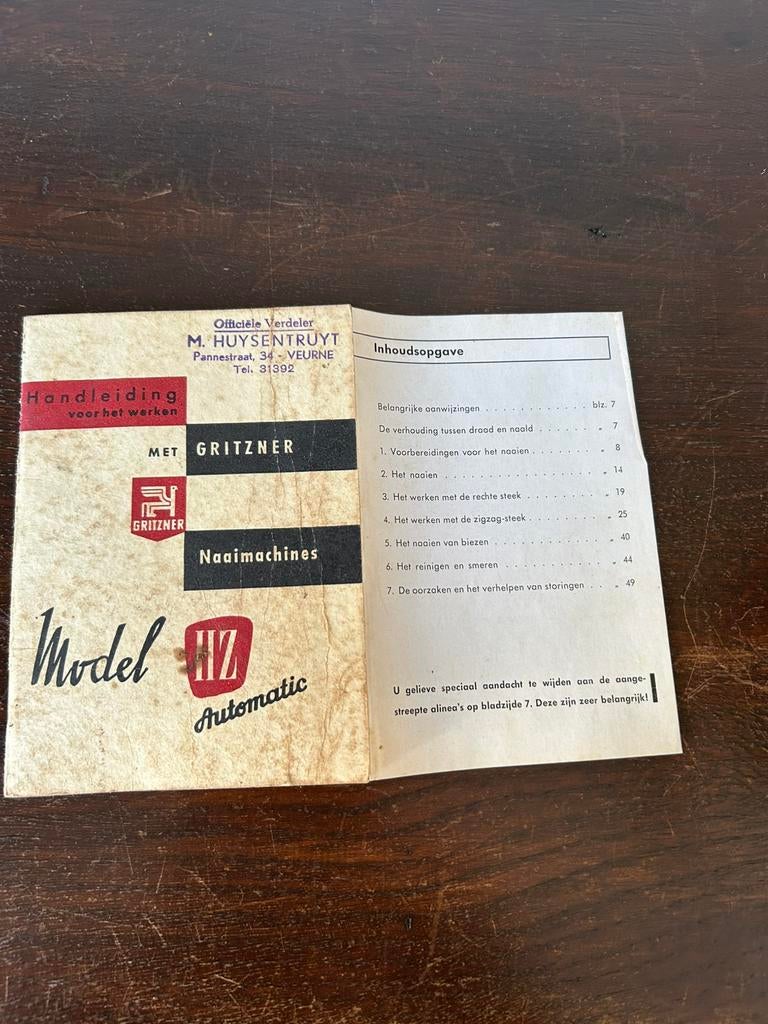 Officiële Verdeler
M. HUYSENTRUYT
Pannestraat, 34 - VEURNE
Tel. 31392
Handleiding
voor het werken
MET GRITZNER
GRITZNER
Naaimachines
Model HZ
Automatic
Inhoudsopgave
Belangrijke aanwijzingen . . . . . . . . . . . . blz. 7
De verhouding tussen draad en naald . . . . . . . „ 7
1. Voorbereidingen voor het naaien . . . . . . . . „ 8
2. Het naaien . . . . . . . . . . . . . . . . . „ 14
3. Het werken met de rechte steek . . . . . . . . „ 19
4. Het werken met de zigzag-steek . . . . . . . . „ 25
5. Het naaien van biezen . . . . . . . . . . . . „ 40
6. Het reinigen en smeren . . . . . . . . . . . „ 44
7. De oorzaken en het verhelpen van storingen . . „ 49
U gelieve speciaal aandacht te wijden aan de aange-
streepte alinea's op bladzijde 7. Deze zijn zeer belangrijk!